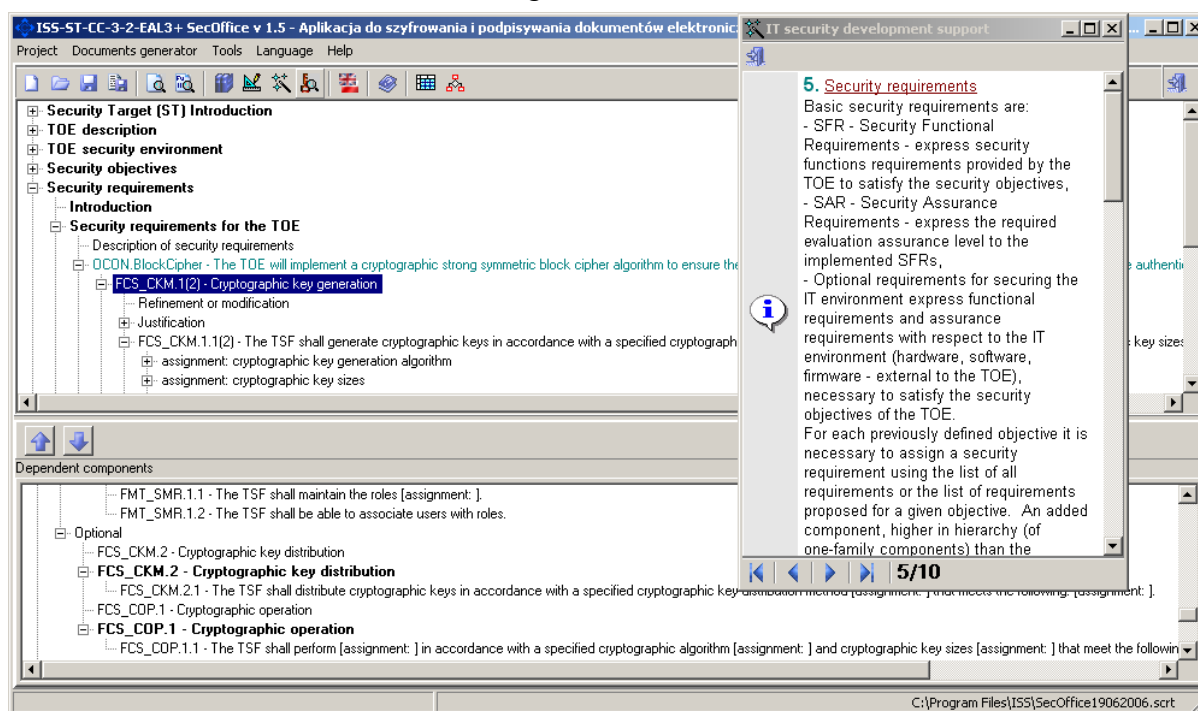 ISS-ST-CC-3-2-EAL3+ SecOffice v 1.5 - Aplikacja do szyfrowania i podpisywania dokumentów elektronic
Project Documents generator Tools Language Help
Security Target (ST) Introduction
TOE description
TOE security environment
Security objectives
Security requirements
Introduction
Security requirements for the TOE
Description of security requirements
OCON.BlockCipher - The TOE will implement a cryptographic strong symmetric block cipher algorithm to ensure the
FCS_CKM.1(2) - Cryptographic key generation
Refinement or modification
Justification
FCS_CKM.1.1(2) - The TSF shall generate cryptographic keys in accordance with a specified cryptograph
key sizes
assignment: cryptographic key generation algorithm
assignment: cryptographic key sizes
Dependent components
FMT_SMR.1.1 - The TSF shall maintain the roles [assignment: ].
FMT_SMR.1.2 - The TSF shall be able to associate users with roles.
Optional
FCS_CKM.2 - Cryptographic key distribution
FCS_CKM.2 - Cryptographic key distribution
FCS_CKM.2.1 - The TSF shall distribute cryptographic keys in accordance with a specified cryptographic key distribution method [assignment: ] that meets the following: [assignment: ].
FCS_COP.1 - Cryptographic operation
FCS_COP.1 - Cryptographic operation
FCS_COP.1.1 - The TSF shall perform [assignment: ] in accordance with a specified cryptographic algorithm [assignment: ] and cryptographic key sizes [assignment: ] that meet the followin
C:\Program Files\ISS\SecOffice19062006.scrt
IT security development support
5. Security requirements
Basic security requirements are:
- SFR - Security Functional
Requirements - express security
functions requirements provided by the
TOE to satisfy the security objectives,
- SAR - Security Assurance
Requirements - express the required
evaluation assurance level to the
implemented SFRs,
- Optional requirements for securing the
IT environment express functional
requirements and assurance
requirements with respect to the IT
environment (hardware, software,
firmware - external to the TOE),
necessary to satisfy the security
objectives of the TOE.
For each previously defined objective it is
necessary to assign a security
requirement using the list of all
requirements or the list of requirements
proposed for a given objective. An added
component, higher in hierarchy (of
one-family components) than the
5/10